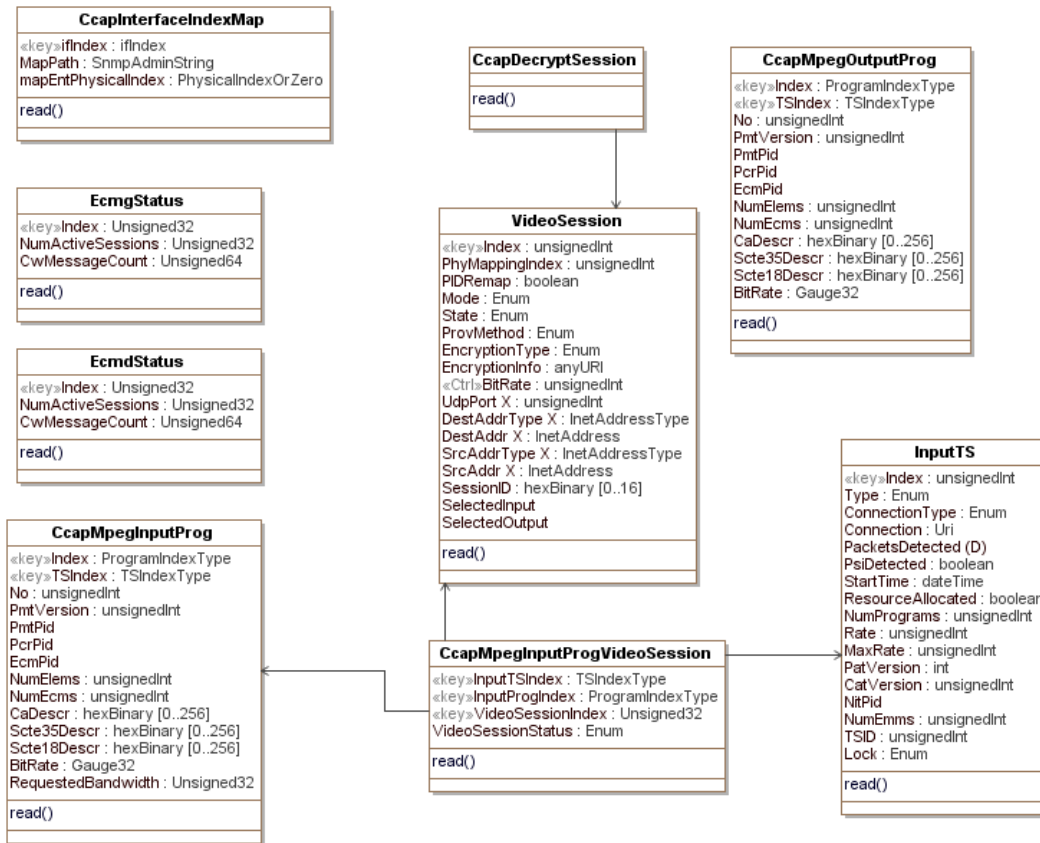 CcapInterfaceIndexMap
«key»ifIndex : ifIndex
MapPath : SnmpAdminString
mapEntPhysicalIndex : PhysicalIndexOrZero
read()
CcapDecryptSession
read()
CcapMpegOutputProg
«key»Index : ProgramIndexType
«key»TSIndex : TSIndexType
No : unsignedInt
PmtVersion : unsignedInt
PmtPid
PcrPid
EcmPid
NumElems : unsignedInt
NumEcms : unsignedInt
CaDescr : hexBinary [0..256]
Scte35Descr : hexBinary [0..256]
Scte18Descr : hexBinary [0..256]
BitRate : Gauge32
read()
EcmgStatus
«key»Index : Unsigned32
NumActiveSessions : Unsigned32
CwMessageCount : Unsigned64
read()
VideoSession
«key»Index : unsignedInt
PhyMappingIndex : unsignedInt
PIDRemap : boolean
Mode : Enum
State : Enum
ProvMethod : Enum
EncryptionType : Enum
EncryptionInfo : anyURI
«Ctrl»BitRate : unsignedInt
UdpPort X : unsignedInt
DestAddrType X : InetAddressType
DestAddr X : InetAddress
SrcAddrType X : InetAddressType
SrcAddr X : InetAddress
SessionID : hexBinary [0..16]
SelectedInput
SelectedOutput
read()
EcmdStatus
«key»Index : Unsigned32
NumActiveSessions : Unsigned32
CwMessageCount : Unsigned64
read()
InputTS
«key»Index : unsignedInt
Type : Enum
ConnectionType : Enum
Connection : Uri
PacketsDetected (D)
PsiDetected : boolean
StartTime : dateTime
ResourceAllocated : boolean
NumPrograms : unsignedInt
Rate : unsignedInt
MaxRate : unsignedInt
PatVersion : int
CatVersion : unsignedInt
NitPid
NumEmms : unsignedInt
TSID : unsignedInt
Lock : Enum
read()
CcapMpegInputProg
«key»Index : ProgramIndexType
«key»TSIndex : TSIndexType
No : unsignedInt
PmtVersion : unsignedInt
PmtPid
PcrPid
EcmPid
NumElems : unsignedInt
NumEcms : unsignedInt
CaDescr : hexBinary [0..256]
Scte35Descr : hexBinary [0..256]
Scte18Descr : hexBinary [0..256]
BitRate : Gauge32
RequestedBandwidth : Unsigned32
read()
CcapMpegInputProgVideoSession
«key»InputTSIndex : TSIndexType
«key»InputProgIndex : ProgramIndexType
«key»VideoSessionIndex : Unsigned32
VideoSessionStatus : Enum
read()